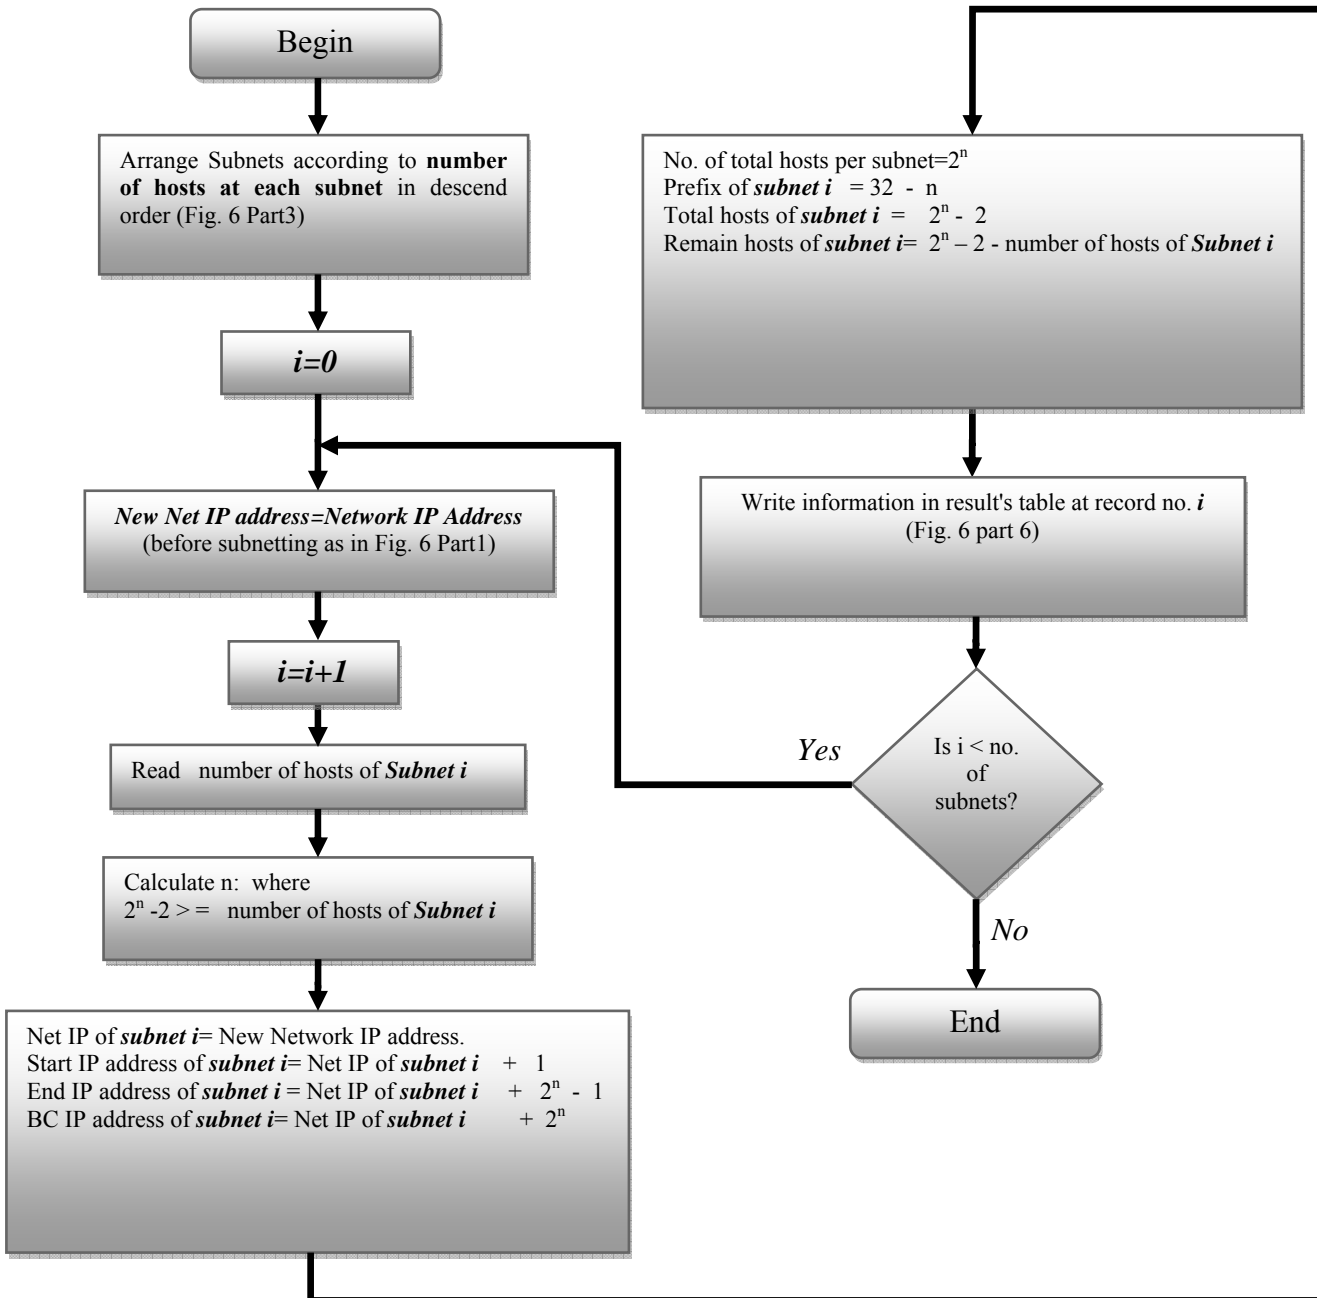 Begin
Arrange Subnets according to number
of hosts at each subnet in descend
order (Fig. 6 Part3)
i=0
New Net IP address=Network IP Address
(before subnetting as in Fig. 6 Part1)
i=i+1
Read number of hosts of Subnet i
Calculate n: where
2ⁿ -2 > = number of hosts of Subnet i
Net IP of subnet i= New Network IP address.
Start IP address of subnet i= Net IP of subnet i + 1
End IP address of subnet i = Net IP of subnet i + 2ⁿ - 1
BC IP address of subnet i= Net IP of subnet i + 2ⁿ
No. of total hosts per subnet=2ⁿ
Prefix of subnet i = 32 - n
Total hosts of subnet i = 2ⁿ - 2
Remain hosts of subnet i= 2ⁿ – 2 - number of hosts of Subnet i
Write information in result's table at record no. i
(Fig. 6 part 6)
Is i < no.
of
subnets?
Yes
No
End